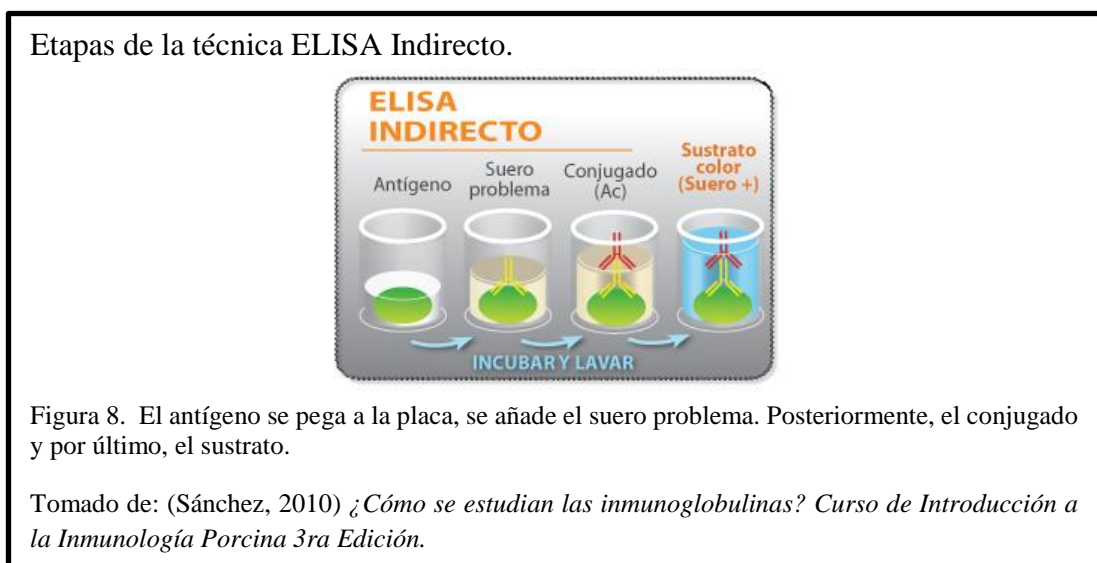 Etapas de la técnica ELISA Indirecto.
ELISA
INDIRECTO
Antígeno
Suero
problema
Conjugado
(Ac)
Sustrato
color
(Suero +)
INCUBAR Y LAVAR
Figura 8.  El antígeno se pega a la placa, se añade el suero problema. Posteriormente, el conjugado
y por último, el sustrato.
Tomado de: (Sánchez, 2010) ¿Cómo se estudian las inmunoglobulinas? Curso de Introducción a
la Inmunología Porcina 3ra Edición.